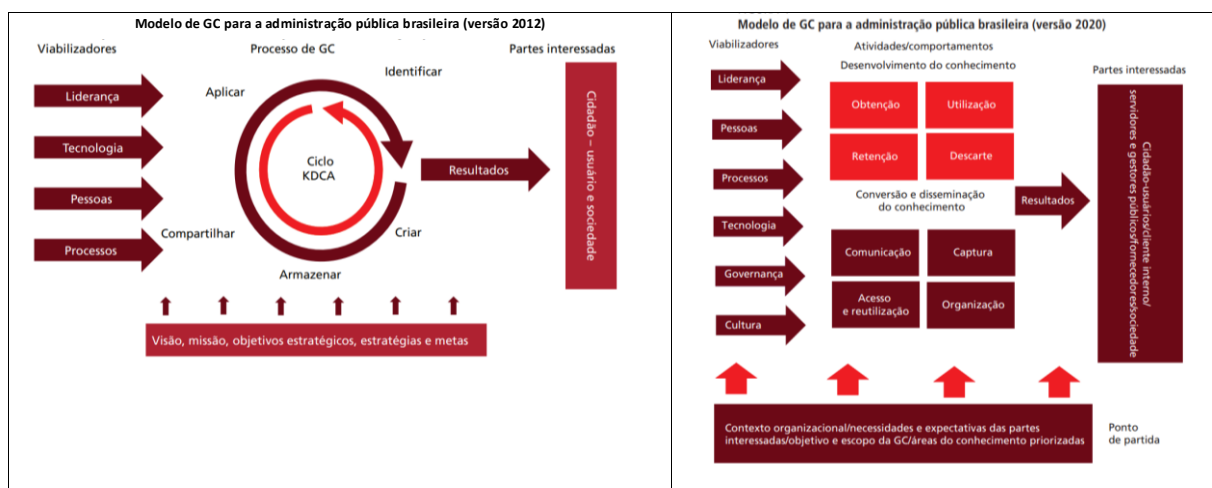 Modelo de GC para a administração pública brasileira (versão 2012)
Viabilizadores
Processo de GC
Partes interessadas
Liderança
Tecnologia
Pessoas
Processos
Identificar
Aplicar
Ciclo
KDCA
Compartilhar
Criar
Armazenar
Resultados
Cidadão – usuário e sociedade
Visão, missão, objetivos estratégicos, estratégias e metas
Modelo de GC para a administração pública brasileira (versão 2020)
Viabilizadores
Atividades/comportamentos
Desenvolvimento do conhecimento
Partes interessadas
Liderança
Pessoas
Processos
Tecnologia
Governança
Cultura
Obtenção
Utilização
Retenção
Descarte
Conversão e disseminação
do conhecimento
Comunicação
Captura
Acesso
e reutilização
Organização
Resultados
Cidadão-usuários/cliente interno/
servidores e gestores públicos/fornecedores/sociedade
Contexto organizacional/necessidades e expectativas das partes
interessadas/objetivo e escopo da GC/áreas do conhecimento priorizadas
Ponto
de partida